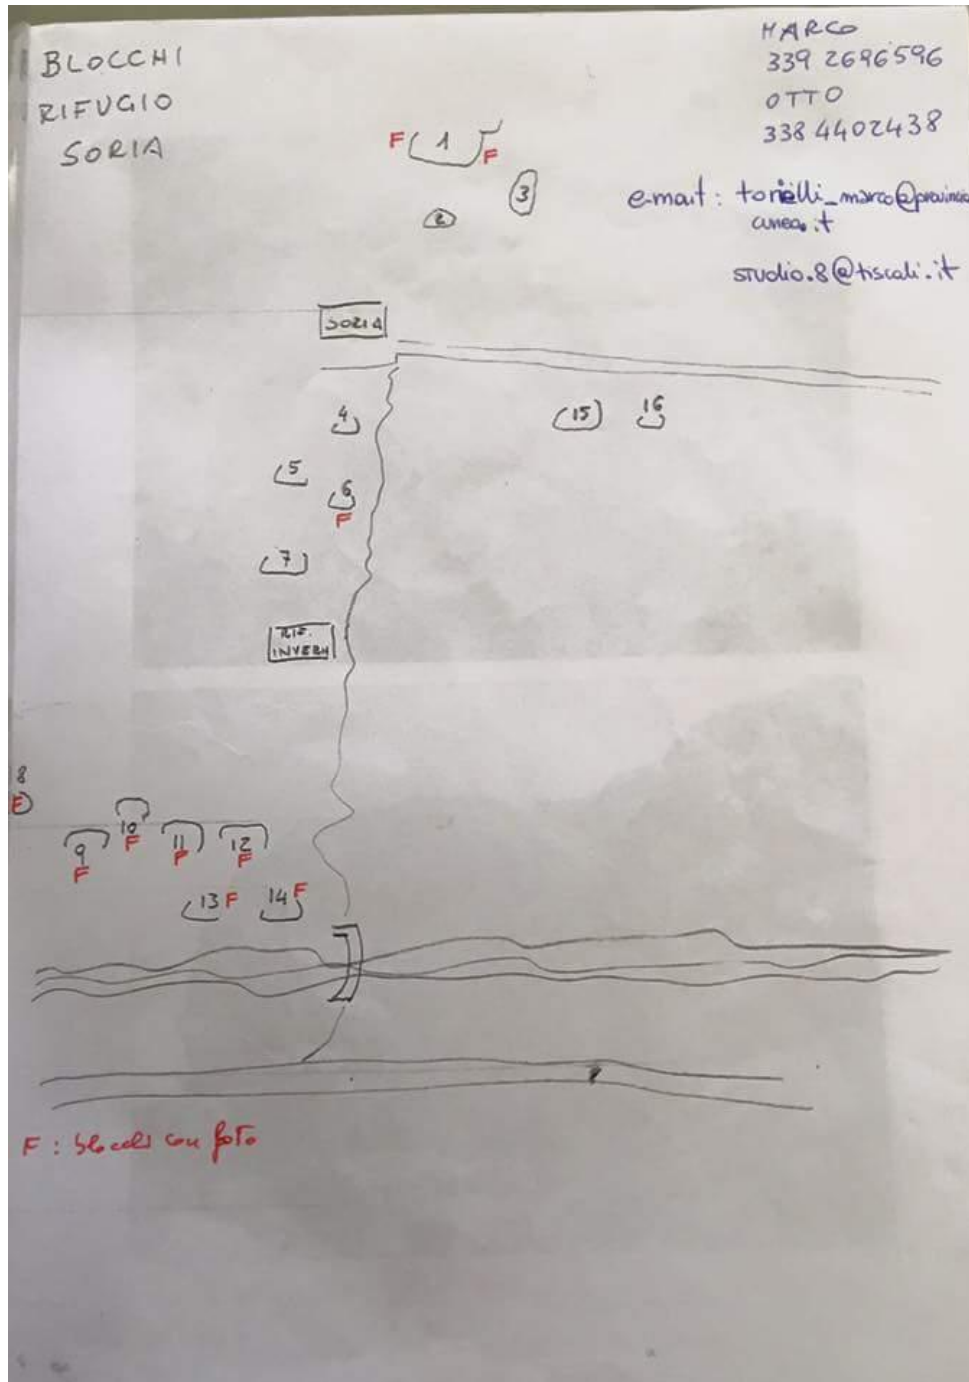 BLOCCHI
RIFUGIO
SORIA
MARCO
339 2696596
OTTO
338 4402438
e-mail: torielli_marco@provincia
cuneo.it
studio.8@tiscali.it
F 1 F
2
3
SORIA
4
15
16
5
6
F
7
RIF.
INVERN
8
F
9
F
10
F
11
F
12
F
13 F
14 F
F: blocchi con foto